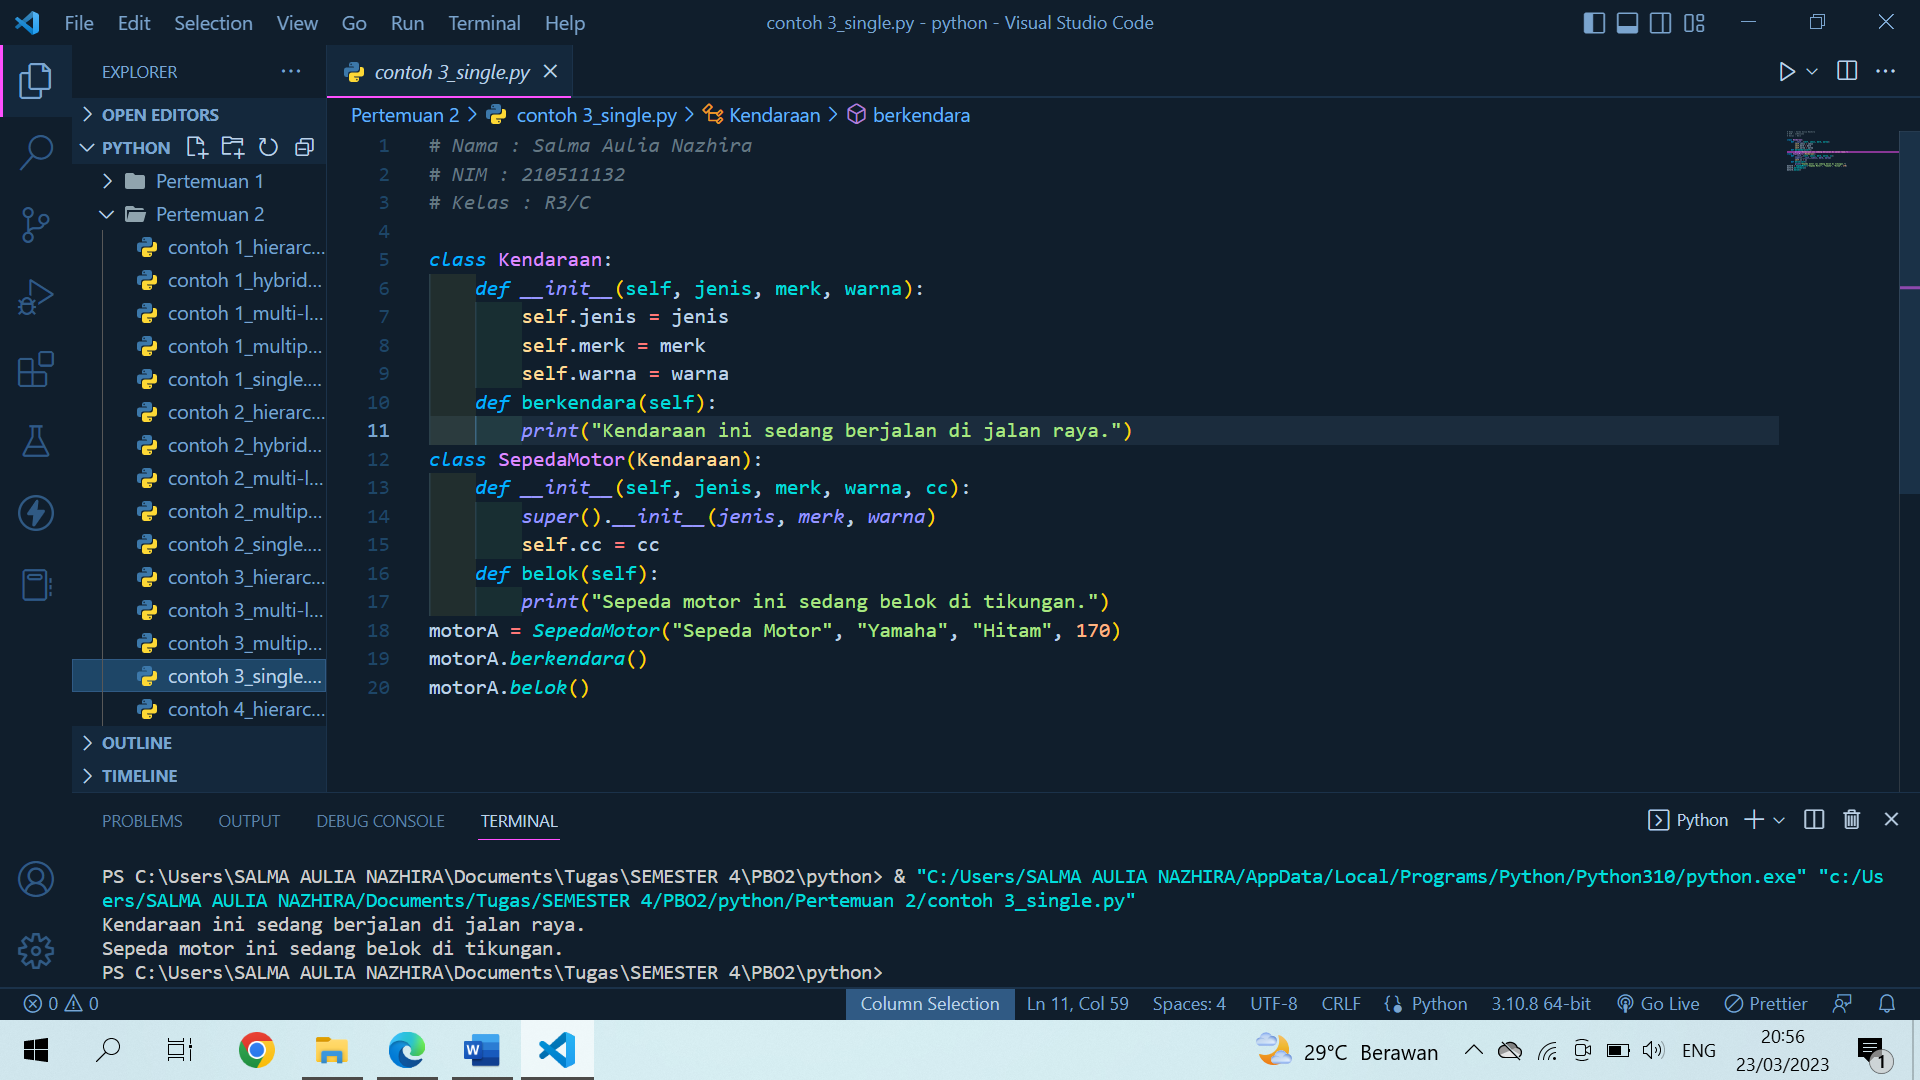 File Edit Selection View Go Run Terminal Help
contoh 3_single.py - python - Visual Studio Code
EXPLORER
contoh 3_single.py
OPEN EDITORS
PYTHON
Pertemuan 1
Pertemuan 2
contoh 1_hierarc...
contoh 1_hybrid...
contoh 1_multi-l...
contoh 1_multip...
contoh 1_single....
contoh 2_hierarc...
contoh 2_hybrid...
contoh 2_multi-l...
contoh 2_multip...
contoh 2_single....
contoh 3_hierarc...
contoh 3_multi-l...
contoh 3_multip...
contoh 3_single....
contoh 4_hierarc...
OUTLINE
TIMELINE
Pertemuan 2 > contoh 3_single.py > Kendaraan > berkendara
1 # Nama : Salma Aulia Nazhira
2 # NIM : 210511132
3 # Kelas : R3/C
4
5 class Kendaraan:
6     def __init__(self, jenis, merk, warna):
7         self.jenis = jenis
8         self.merk = merk
9         self.warna = warna
10     def berkendara(self):
11         print("Kendaraan ini sedang berjalan di jalan raya.")
12 class SepedaMotor(Kendaraan):
13     def __init__(self, jenis, merk, warna, cc):
14         super().__init__(jenis, merk, warna)
15         self.cc = cc
16     def belok(self):
17         print("Sepeda motor ini sedang belok di tikungan.")
18 motorA = SepedaMotor("Sepeda Motor", "Yamaha", "Hitam", 170)
19 motorA.berkendara()
20 motorA.belok()
PROBLEMS OUTPUT DEBUG CONSOLE TERMINAL
Python
PS C:\Users\SALMA AULIA NAZHIRA\Documents\Tugas\SEMESTER 4\PBO2\python> & "C:/Users/SALMA AULIA NAZHIRA/AppData/Local/Programs/Python/Python310/python.exe" "c:/Us
ers/SALMA AULIA NAZHIRA/Documents/Tugas/SEMESTER 4/PBO2/python/Pertemuan 2/contoh 3_single.py"
Kendaraan ini sedang berjalan di jalan raya.
Sepeda motor ini sedang belok di tikungan.
PS C:\Users\SALMA AULIA NAZHIRA\Documents\Tugas\SEMESTER 4\PBO2\python>
0 0 Column Selection Ln 11, Col 59 Spaces: 4 UTF-8 CRLF Python 3.10.8 64-bit Go Live Prettier
W
29°C Berawan
ENG
20:56
23/03/2023
1